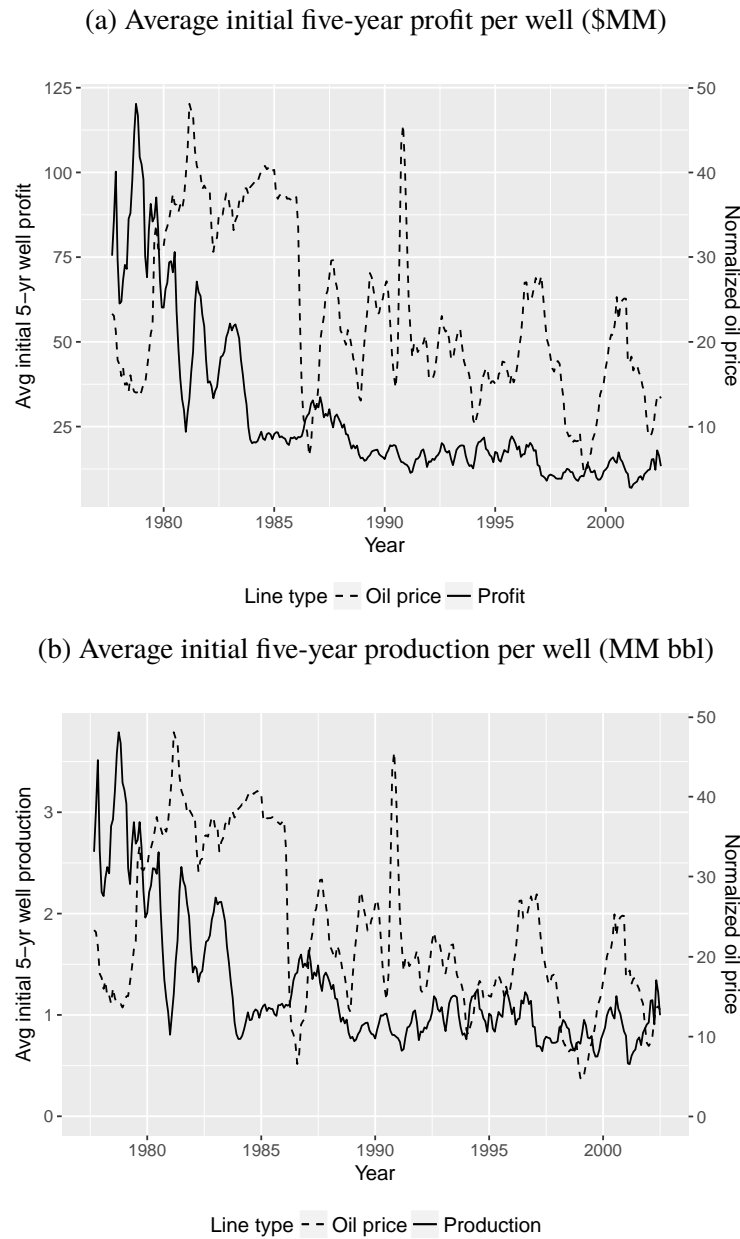 (a) Average initial five-year profit per well ($MM)
125
100
75
50
25
Avg initial 5−yr well profit
50
40
30
20
10
Normalized oil price
1980 1985 1990 1995 2000
Year
Line type Oil price Profit
(b) Average initial five-year production per well (MM bbl)
3
2
1
0
Avg initial 5−yr well production
50
40
30
20
10
0
Normalized oil price
1980 1985 1990 1995 2000
Year
Line type Oil price Production